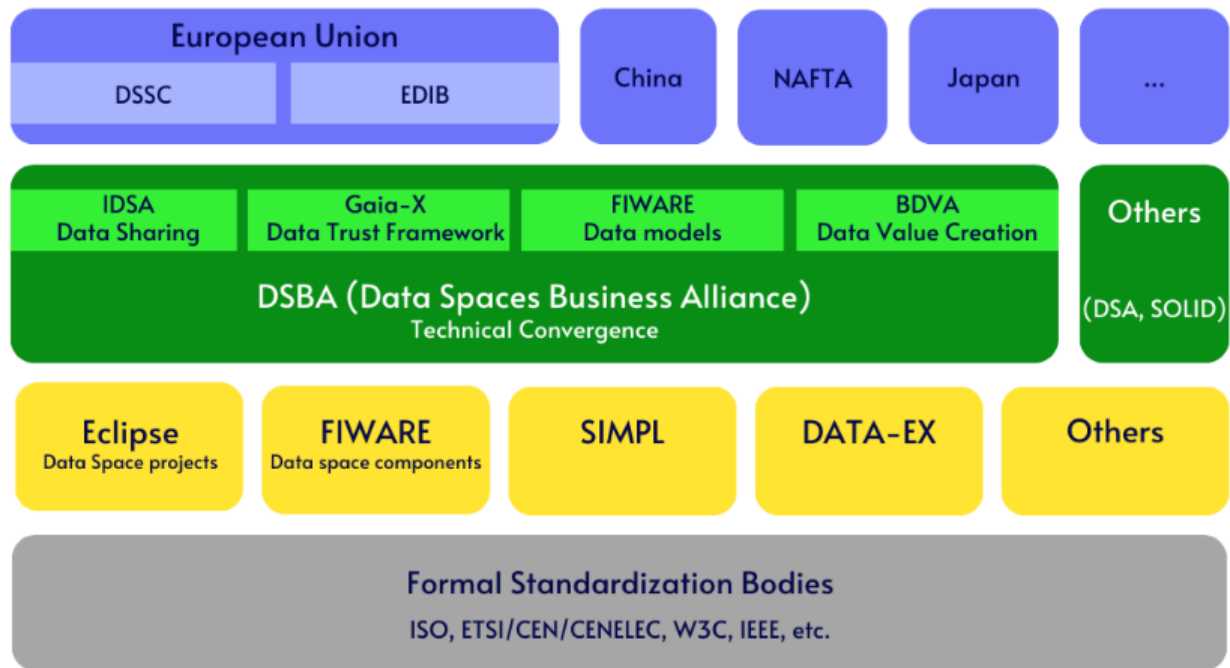 European Union
DSSC
EDIB
China
NAFTA
Japan
...
IDSA
Data Sharing
Gaia-X
Data Trust Framework
FIWARE
Data models
BDVA
Data Value Creation
DSBA (Data Spaces Business Alliance)
Technical Convergence
Others
(DSA, SOLID)
Eclipse
Data Space projects
FIWARE
Data space components
SIMPL
DATA-EX
Others
Formal Standardization Bodies
ISO, ETSI/CEN/CENELEC, W3C, IEEE, etc.